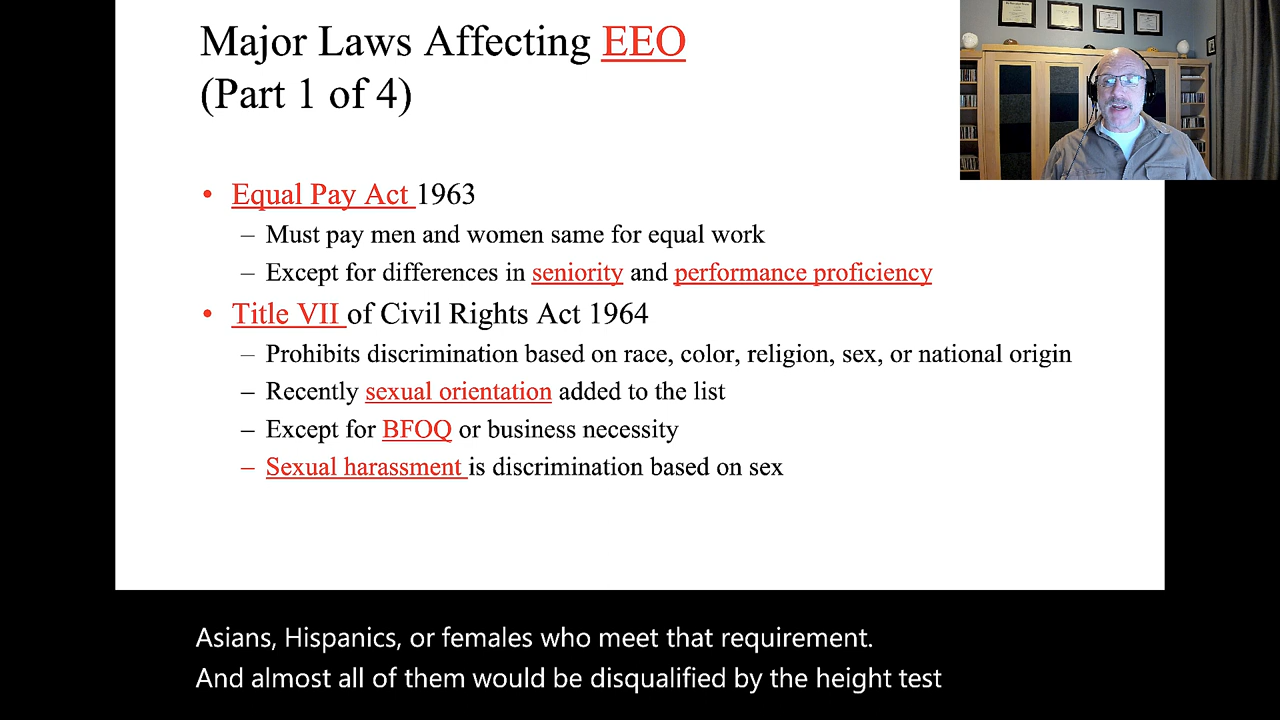 Major Laws Affecting EEO
(Part 1 of 4)
• Equal Pay Act 1963
– Must pay men and women same for equal work
– Except for differences in seniority and performance proficiency
• Title VII of Civil Rights Act 1964
– Prohibits discrimination based on race, color, religion, sex, or national origin
– Recently sexual orientation added to the list
– Except for BFOQ or business necessity
– Sexual harassment is discrimination based on sex
Asians, Hispanics, or females who meet that requirement.
And almost all of them would be disqualified by the height test